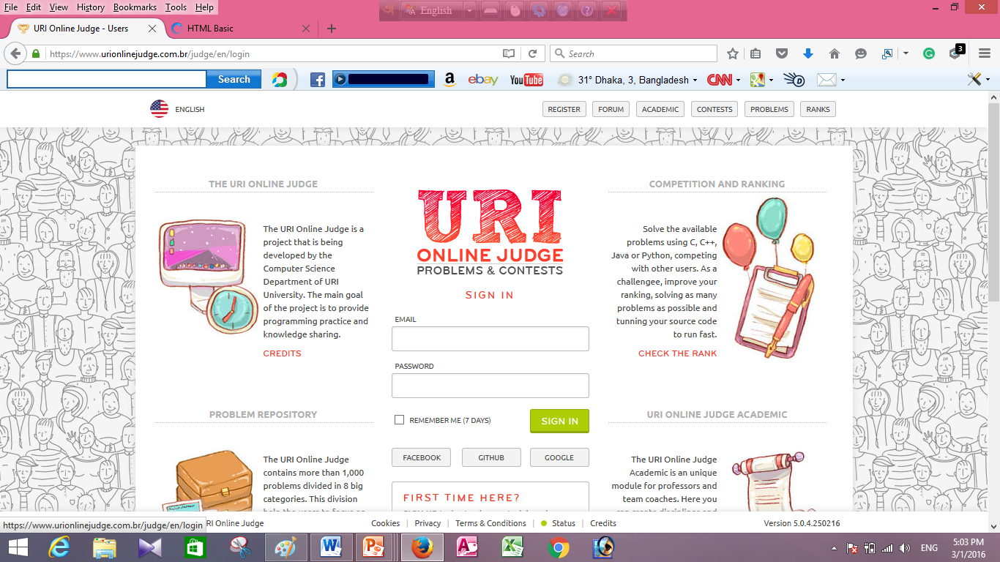 File Edit View History Bookmarks Tools Help
English
URI Online Judge - Users
HTML Basic
https://www.urionlinejudge.com.br/judge/en/login
Search
3
Search
amazon
ebay
YouTube
31° Dhaka, 3, Bangladesh
CNN
ENGLISH
REGISTER
FORUM
ACADEMIC
CONTESTS
PROBLEMS
RANKS
THE URI ONLINE JUDGE
The URI Online Judge is a
project that is being
developed by the
Computer Science
Department of URI
University. The main goal
of the project is to provide
programming practice and
knowledge sharing.
CREDITS
URI
ONLINE JUDGE
PROBLEMS & CONTESTS
SIGN IN
EMAIL
PASSWORD
REMEMBER ME (7 DAYS)
SIGN IN
FACEBOOK
GITHUB
GOOGLE
FIRST TIME HERE?
COMPETITION AND RANKING
Solve the available
problems using C, C++,
Java or Python, competing
with other users. As a
challengee, improve your
ranking, solving as many
problems as possible and
tunning your source code
to run fast.
CHECK THE RANK
PROBLEM REPOSITORY
The URI Online Judge
contains more than 1,000
problems divided in 8 big
categories. This division
URI ONLINE JUDGE ACADEMIC
The URI Online Judge
Academic is an unique
module for professors and
team coaches. Here you
https://www.urionlinejudge.com.br/judge/en/login
RI Online Judge
Cookies | Privacy | Terms & Conditions | Status | Credits
Version 5.0.4.250216
ENG
5:03 PM
3/1/2016